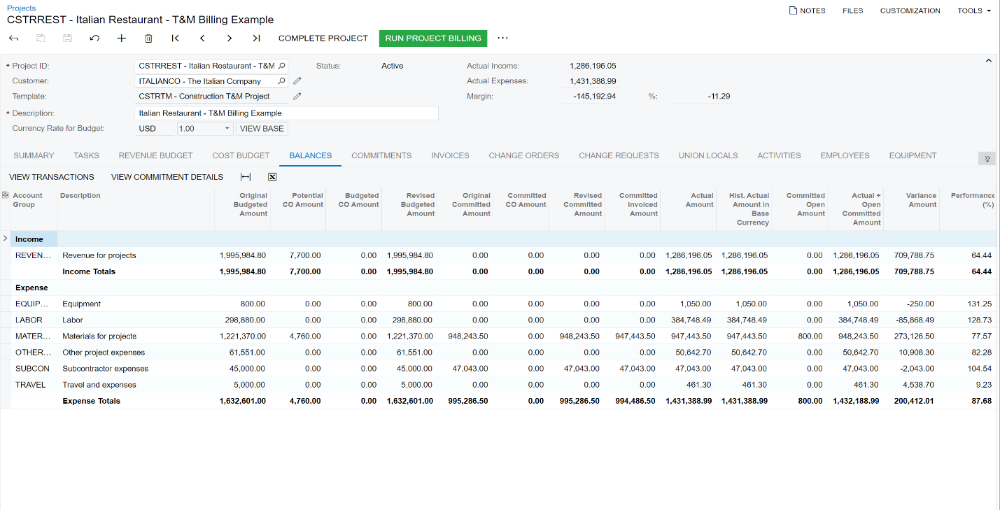 Projects
CSTRREST - Italian Restaurant - T&M Billing Example
NOTES FILES CUSTOMIZATION TOOLS
COMPLETE PROJECT RUN PROJECT BILLING ...
* Project ID: CSTRREST - Italian Restaurant - T&M Status: Active Actual Income: 1,286,196.05
Customer: ITALIANCO - The Italian Company Actual Expenses: 1,431,388.99
Template: CSTRTM - Construction T&M Project Margin: -145,192.94 %: -11.29
* Description: Italian Restaurant - T&M Billing Example
Currency Rate for Budget: USD 1.00 VIEW BASE
SUMMARY TASKS REVENUE BUDGET COST BUDGET BALANCES COMMITMENTS INVOICES CHANGE ORDERS CHANGE REQUESTS UNION LOCALS ACTIVITIES EMPLOYEES EQUIPMENT
VIEW TRANSACTIONS VIEW COMMITMENT DETAILS
Account Description Original Potential Budgeted Revised Original Committed Revised Committed Actual Hist. Actual Committed Actual + Variance Performance
Group Budgeted CO Amount CO Amount Budgeted Committed CO Amount Committed Invoiced Amount Amount in Open Open Amount (%)
Amount Amount Amount Amount Amount Base Amount Committed
Currency Amount
Income
REVEN... Revenue for projects 1,995,984.80 7,700.00 0.00 1,995,984.80 0.00 0.00 0.00 0.00 1,286,196.05 1,286,196.05 0.00 1,286,196.05 709,788.75 64.44
Income Totals 1,995,984.80 7,700.00 0.00 1,995,984.80 0.00 0.00 0.00 0.00 1,286,196.05 1,286,196.05 0.00 1,286,196.05 709,788.75 64.44
Expense
EQUIP... Equipment 800.00 0.00 0.00 800.00 0.00 0.00 0.00 0.00 1,050.00 1,050.00 0.00 1,050.00 -250.00 131.25
LABOR Labor 298,880.00 0.00 0.00 298,880.00 0.00 0.00 0.00 0.00 384,748.49 384,748.49 0.00 384,748.49 -85,868.49 128.73
MATER... Materials for projects 1,221,370.00 4,760.00 0.00 1,221,370.00 948,243.50 0.00 948,243.50 947,443.50 947,443.50 947,443.50 800.00 948,243.50 273,126.50 77.57
OTHER... Other project expenses 61,551.00 0.00 0.00 61,551.00 0.00 0.00 0.00 0.00 50,642.70 50,642.70 0.00 50,642.70 10,908.30 82.28
SUBCON Subcontractor expenses 45,000.00 0.00 0.00 45,000.00 47,043.00 0.00 47,043.00 47,043.00 47,043.00 47,043.00 0.00 47,043.00 -2,043.00 104.54
TRAVEL Travel and expenses 5,000.00 0.00 0.00 5,000.00 0.00 0.00 0.00 0.00 461.30 461.30 0.00 461.30 4,538.70 9.23
Expense Totals 1,632,601.00 4,760.00 0.00 1,632,601.00 995,286.50 0.00 995,286.50 994,486.50 1,431,388.99 1,431,388.99 800.00 1,432,188.99 200,412.01 87.68